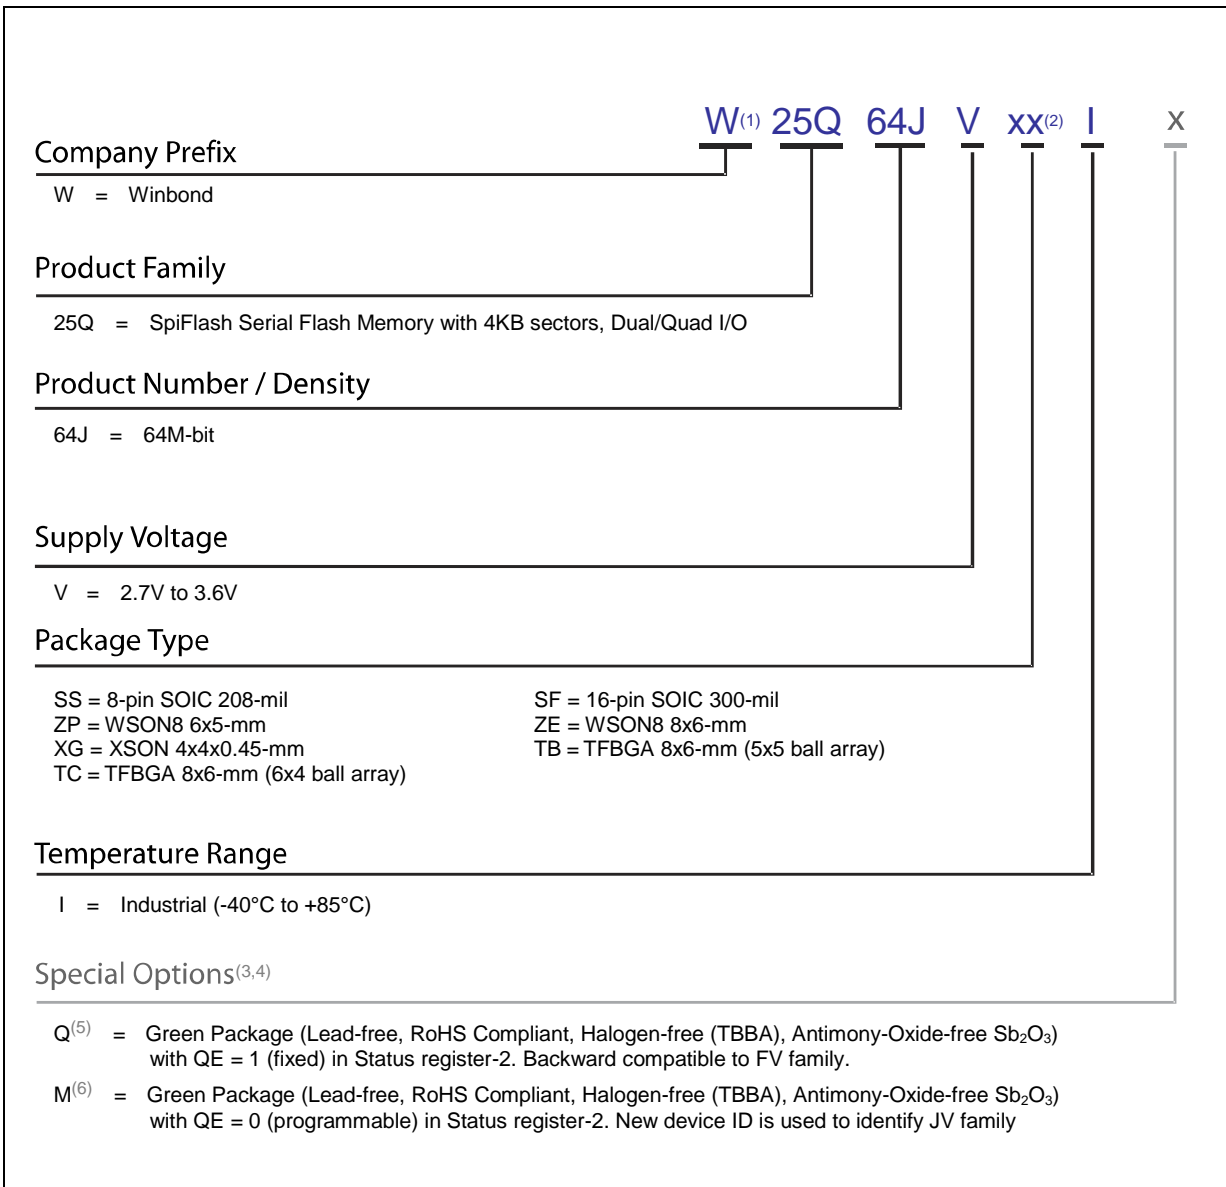 W(1) 25Q 64J V xx(2) I x
Company Prefix
W = Winbond
Product Family
25Q = SpiFlash Serial Flash Memory with 4KB sectors, Dual/Quad I/O
Product Number / Density
64J = 64M-bit
Supply Voltage
V = 2.7V to 3.6V
Package Type
SS = 8-pin SOIC 208-mil SF = 16-pin SOIC 300-mil
ZP = WSON8 6x5-mm ZE = WSON8 8x6-mm
XG = XSON 4x4x0.45-mm TB = TFBGA 8x6-mm (5x5 ball array)
TC = TFBGA 8x6-mm (6x4 ball array)
Temperature Range
I = Industrial (-40°C to +85°C)
Special Options(3,4)
Q(5) = Green Package (Lead-free, RoHS Compliant, Halogen-free (TBBA), Antimony-Oxide-free Sb₂O₃)
with QE = 1 (fixed) in Status register-2. Backward compatible to FV family.
M(6) = Green Package (Lead-free, RoHS Compliant, Halogen-free (TBBA), Antimony-Oxide-free Sb₂O₃)
with QE = 0 (programmable) in Status register-2. New device ID is used to identify JV family